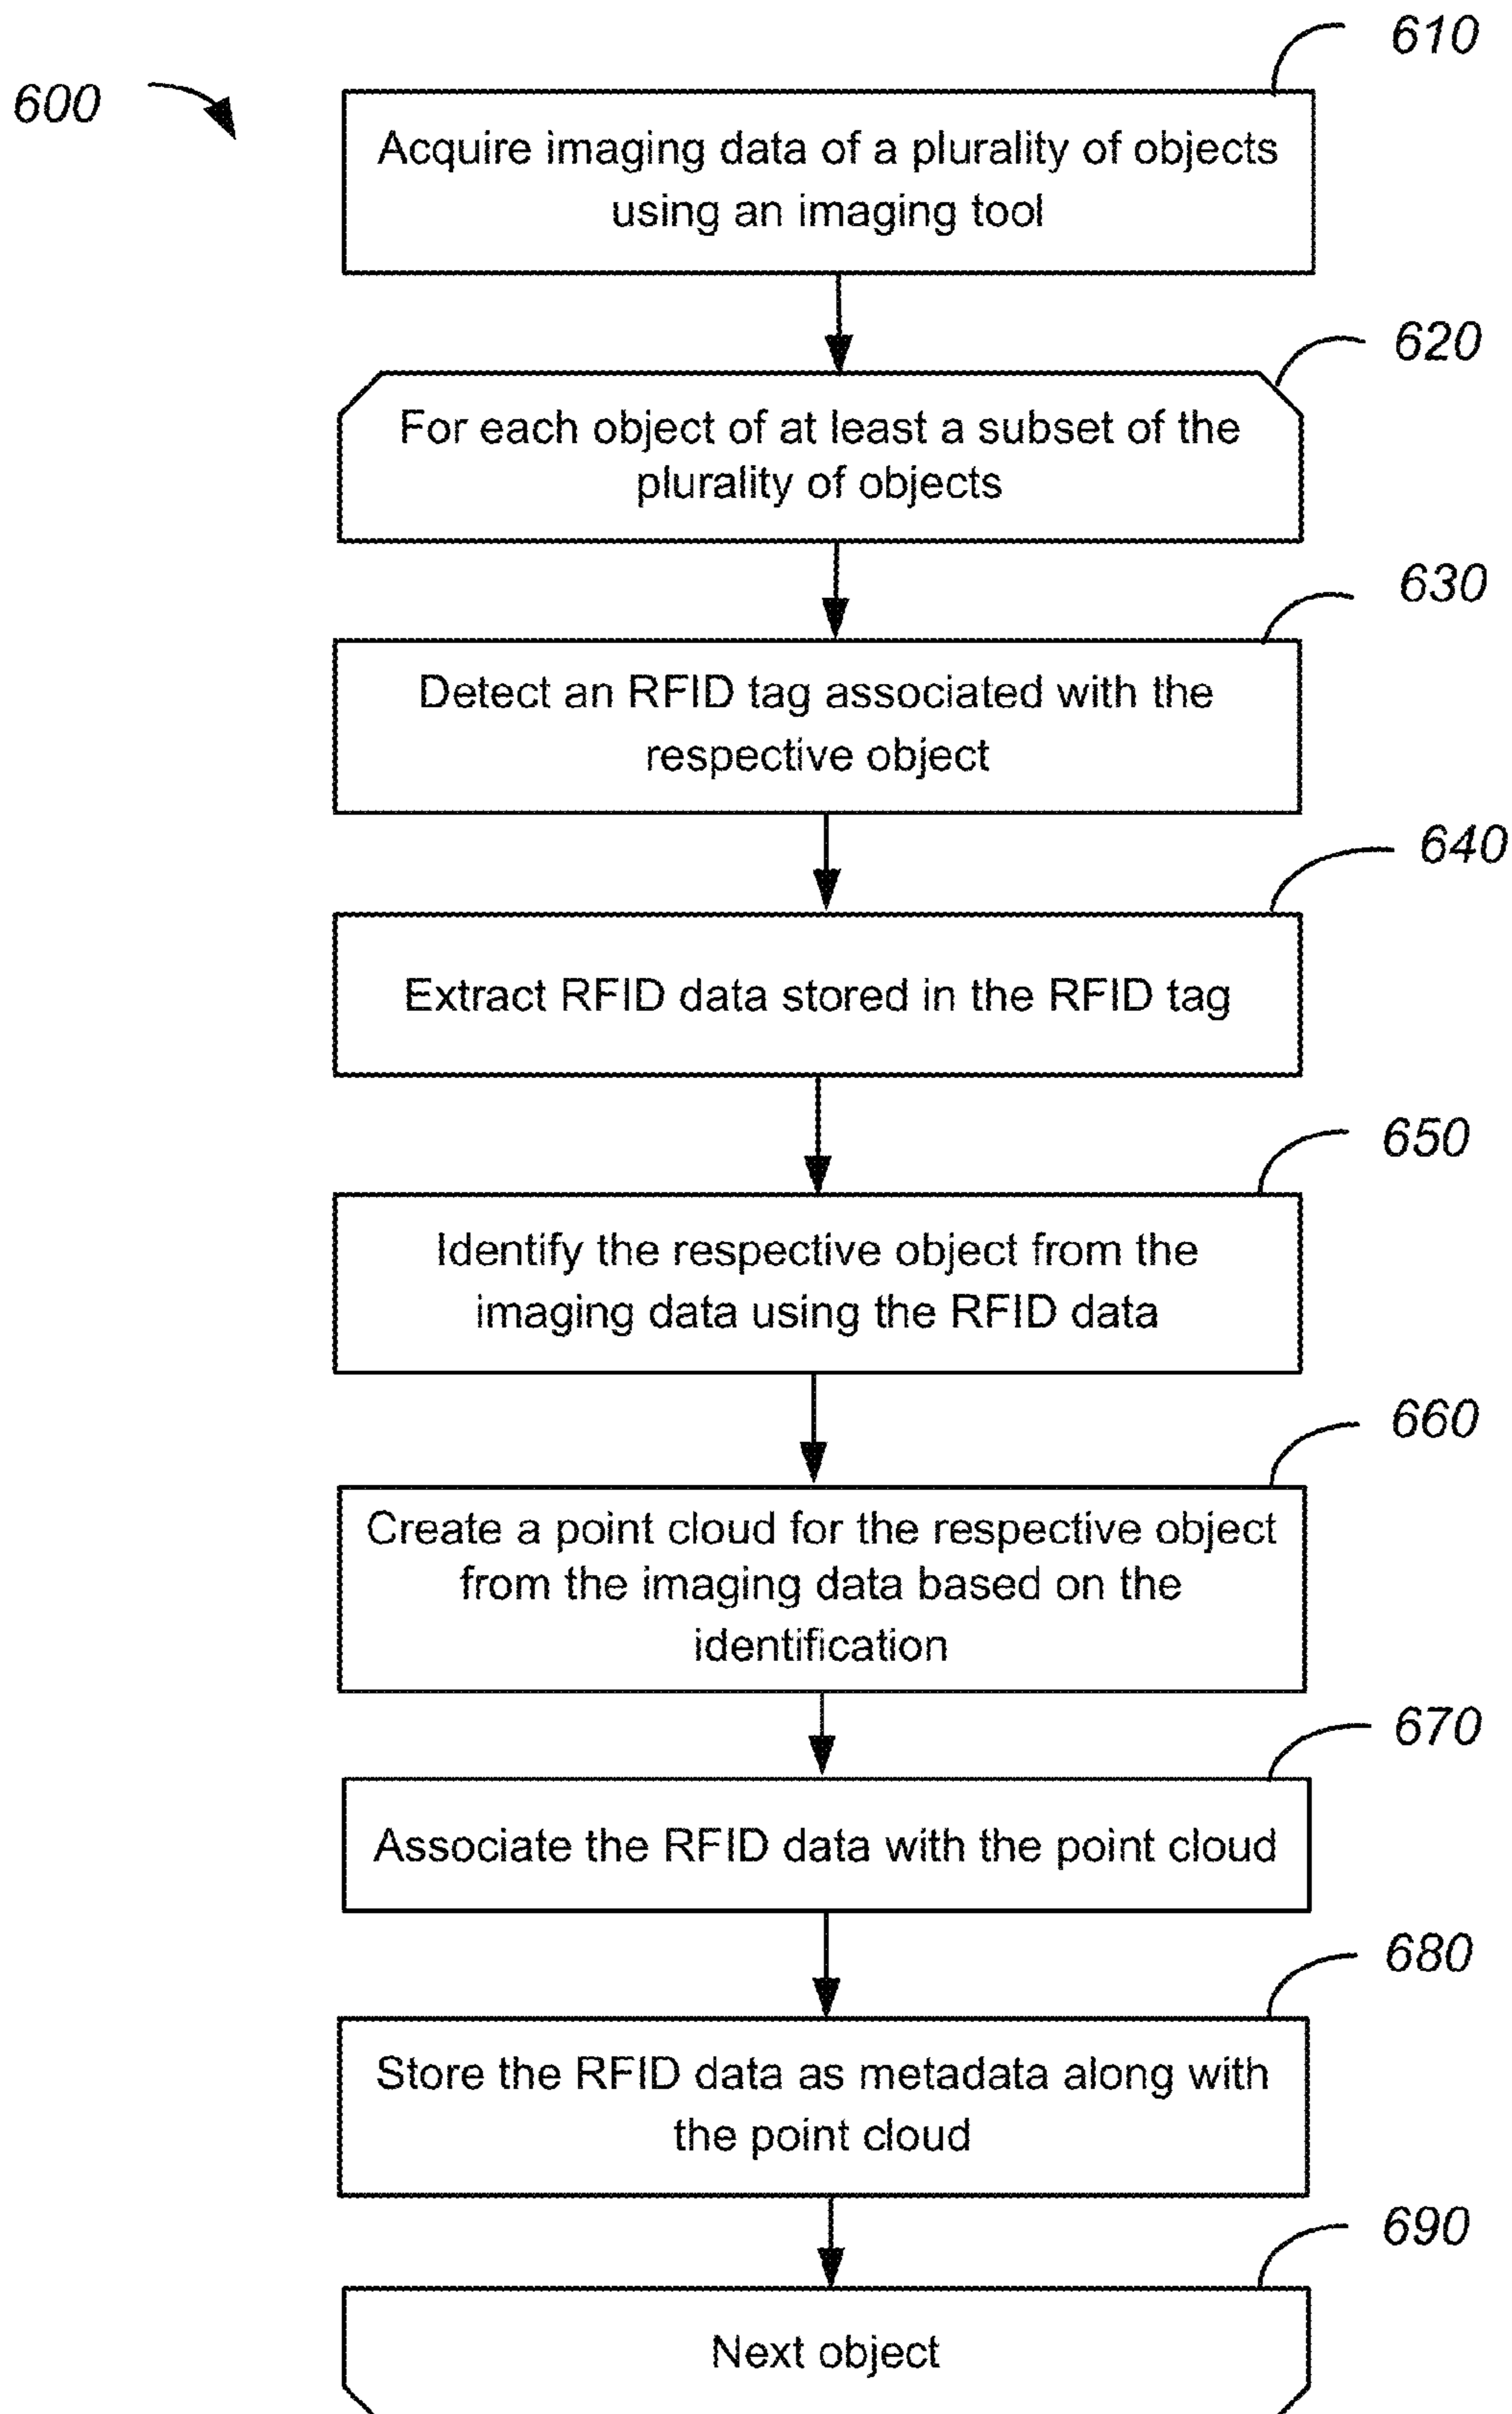 610
600
Acquire imaging data of a plurality of objects
using an imaging tool
620
For each object of at least a subset of the
plurality of objects
630
Detect an RFID tag associated with the
respective object
640
Extract RFID data stored in the RFID tag
650
Identify the respective object from the
imaging data using the RFID data
660
Create a point cloud for the respective object
from the imaging data based on the
identification
670
Associate the RFID data with the point cloud
680
Store the RFID data as metadata along with
the point cloud
690
Next object